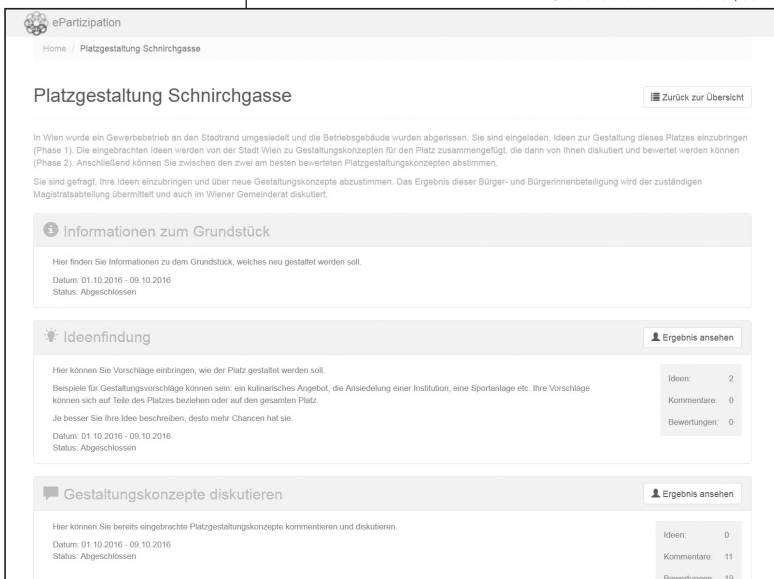 ePartizipation
Home / Platzgestaltung Schnirchgasse
Platzgestaltung Schnirchgasse
Zurück zur Übersicht
In Wien wurde ein Gewerbebetrieb an den Stadtrand umgesiedelt und die Betriebsgebäude wurden abgerissen. Sie sind eingeladen, Ideen zur Gestaltung dieses Platzes einzubringen
(Phase 1). Die eingebrachten Ideen werden von der Stadt Wien zu Gestaltungskonzepten für den Platz zusammengefügt, die dann von Ihnen diskutiert und bewertet werden können
(Phase 2). Anschließend können Sie zwischen den zwei am besten bewerteten Platzgestaltungskonzepten abstimmen.
Sie sind gefragt, Ihre Ideen einzubringen und über neue Gestaltungskonzepte abzustimmen. Das Ergebnis dieser Bürger- und Bürgerinnenbeteiligung wird der zuständigen
Magistratsabteilung übermittelt und auch im Wiener Gemeinderat diskutiert.
Informationen zum Grundstück
Hier finden Sie Informationen zu dem Grundstück, welches neu gestaltet werden soll.
Datum: 01.10.2016 - 09.10.2016
Status: Abgeschlossen
Ideenfindung
Ergebnis ansehen
Hier können Sie Vorschläge einbringen, wie der Platz gestaltet werden soll.
Beispiele für Gestaltungsvorschläge können sein: ein kulinarisches Angebot, die Ansiedelung einer Institution, eine Sportanlage etc. Ihre Vorschläge
können sich auf Teile des Platzes beziehen oder auf den gesamten Platz.
Je besser Sie Ihre Idee beschreiben, desto mehr Chancen hat sie.
Datum: 01.10.2016 - 09.10.2016
Status: Abgeschlossen
Ideen: 2
Kommentare: 0
Bewertungen: 0
Gestaltungskonzepte diskutieren
Ergebnis ansehen
Hier können Sie bereits eingebrachte Platzgestaltungskonzepte kommentieren und diskutieren.
Datum: 01.10.2016 - 09.10.2016
Status: Abgeschlossen
Ideen: 0
Kommentare: 11
Bewertungen: 19